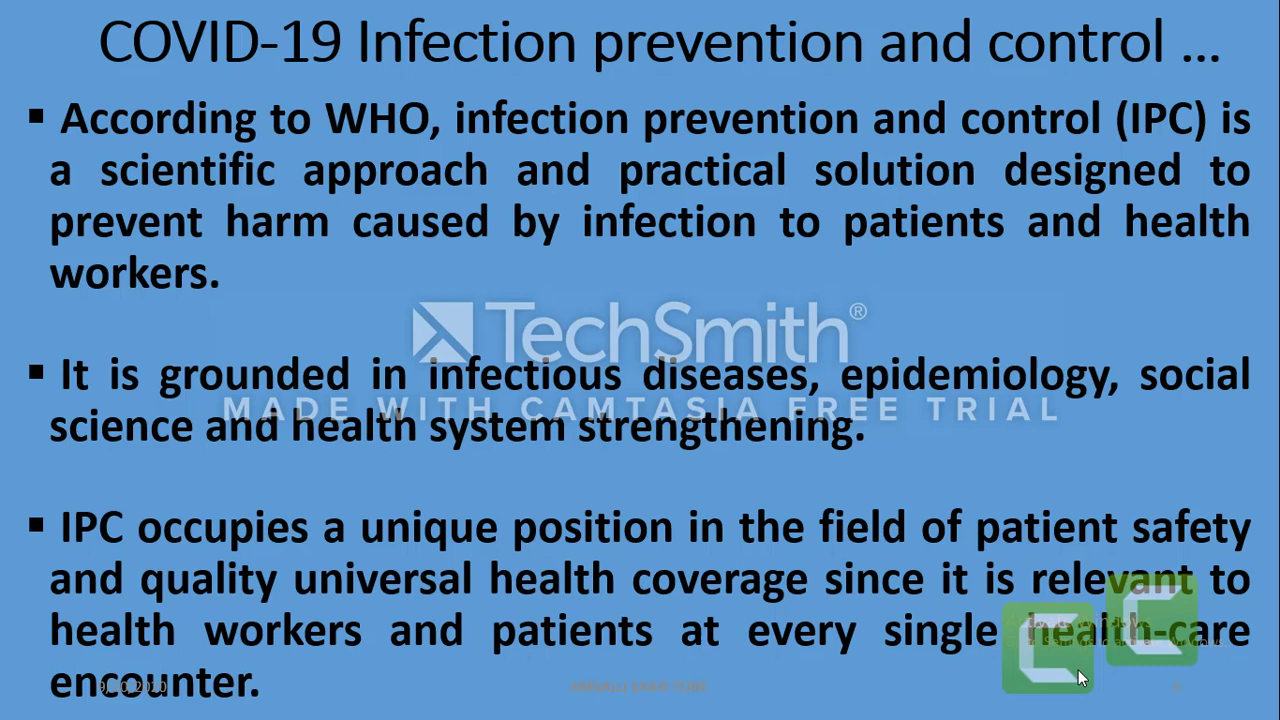 COVID-19 Infection prevention and control ...
▪ According to WHO, infection prevention and control (IPC) is
a scientific approach and practical solution designed to
prevent harm caused by infection to patients and health
workers.
TechSmith®
▪ It is grounded in infectious diseases, epidemiology, social
MADE WITH CAMTASIA FREE TRIAL
science and health system strengthening.
▪ IPC occupies a unique position in the field of patient safety
and quality universal health coverage since it is relevant to
health workers and patients at every single health-care
encounter.